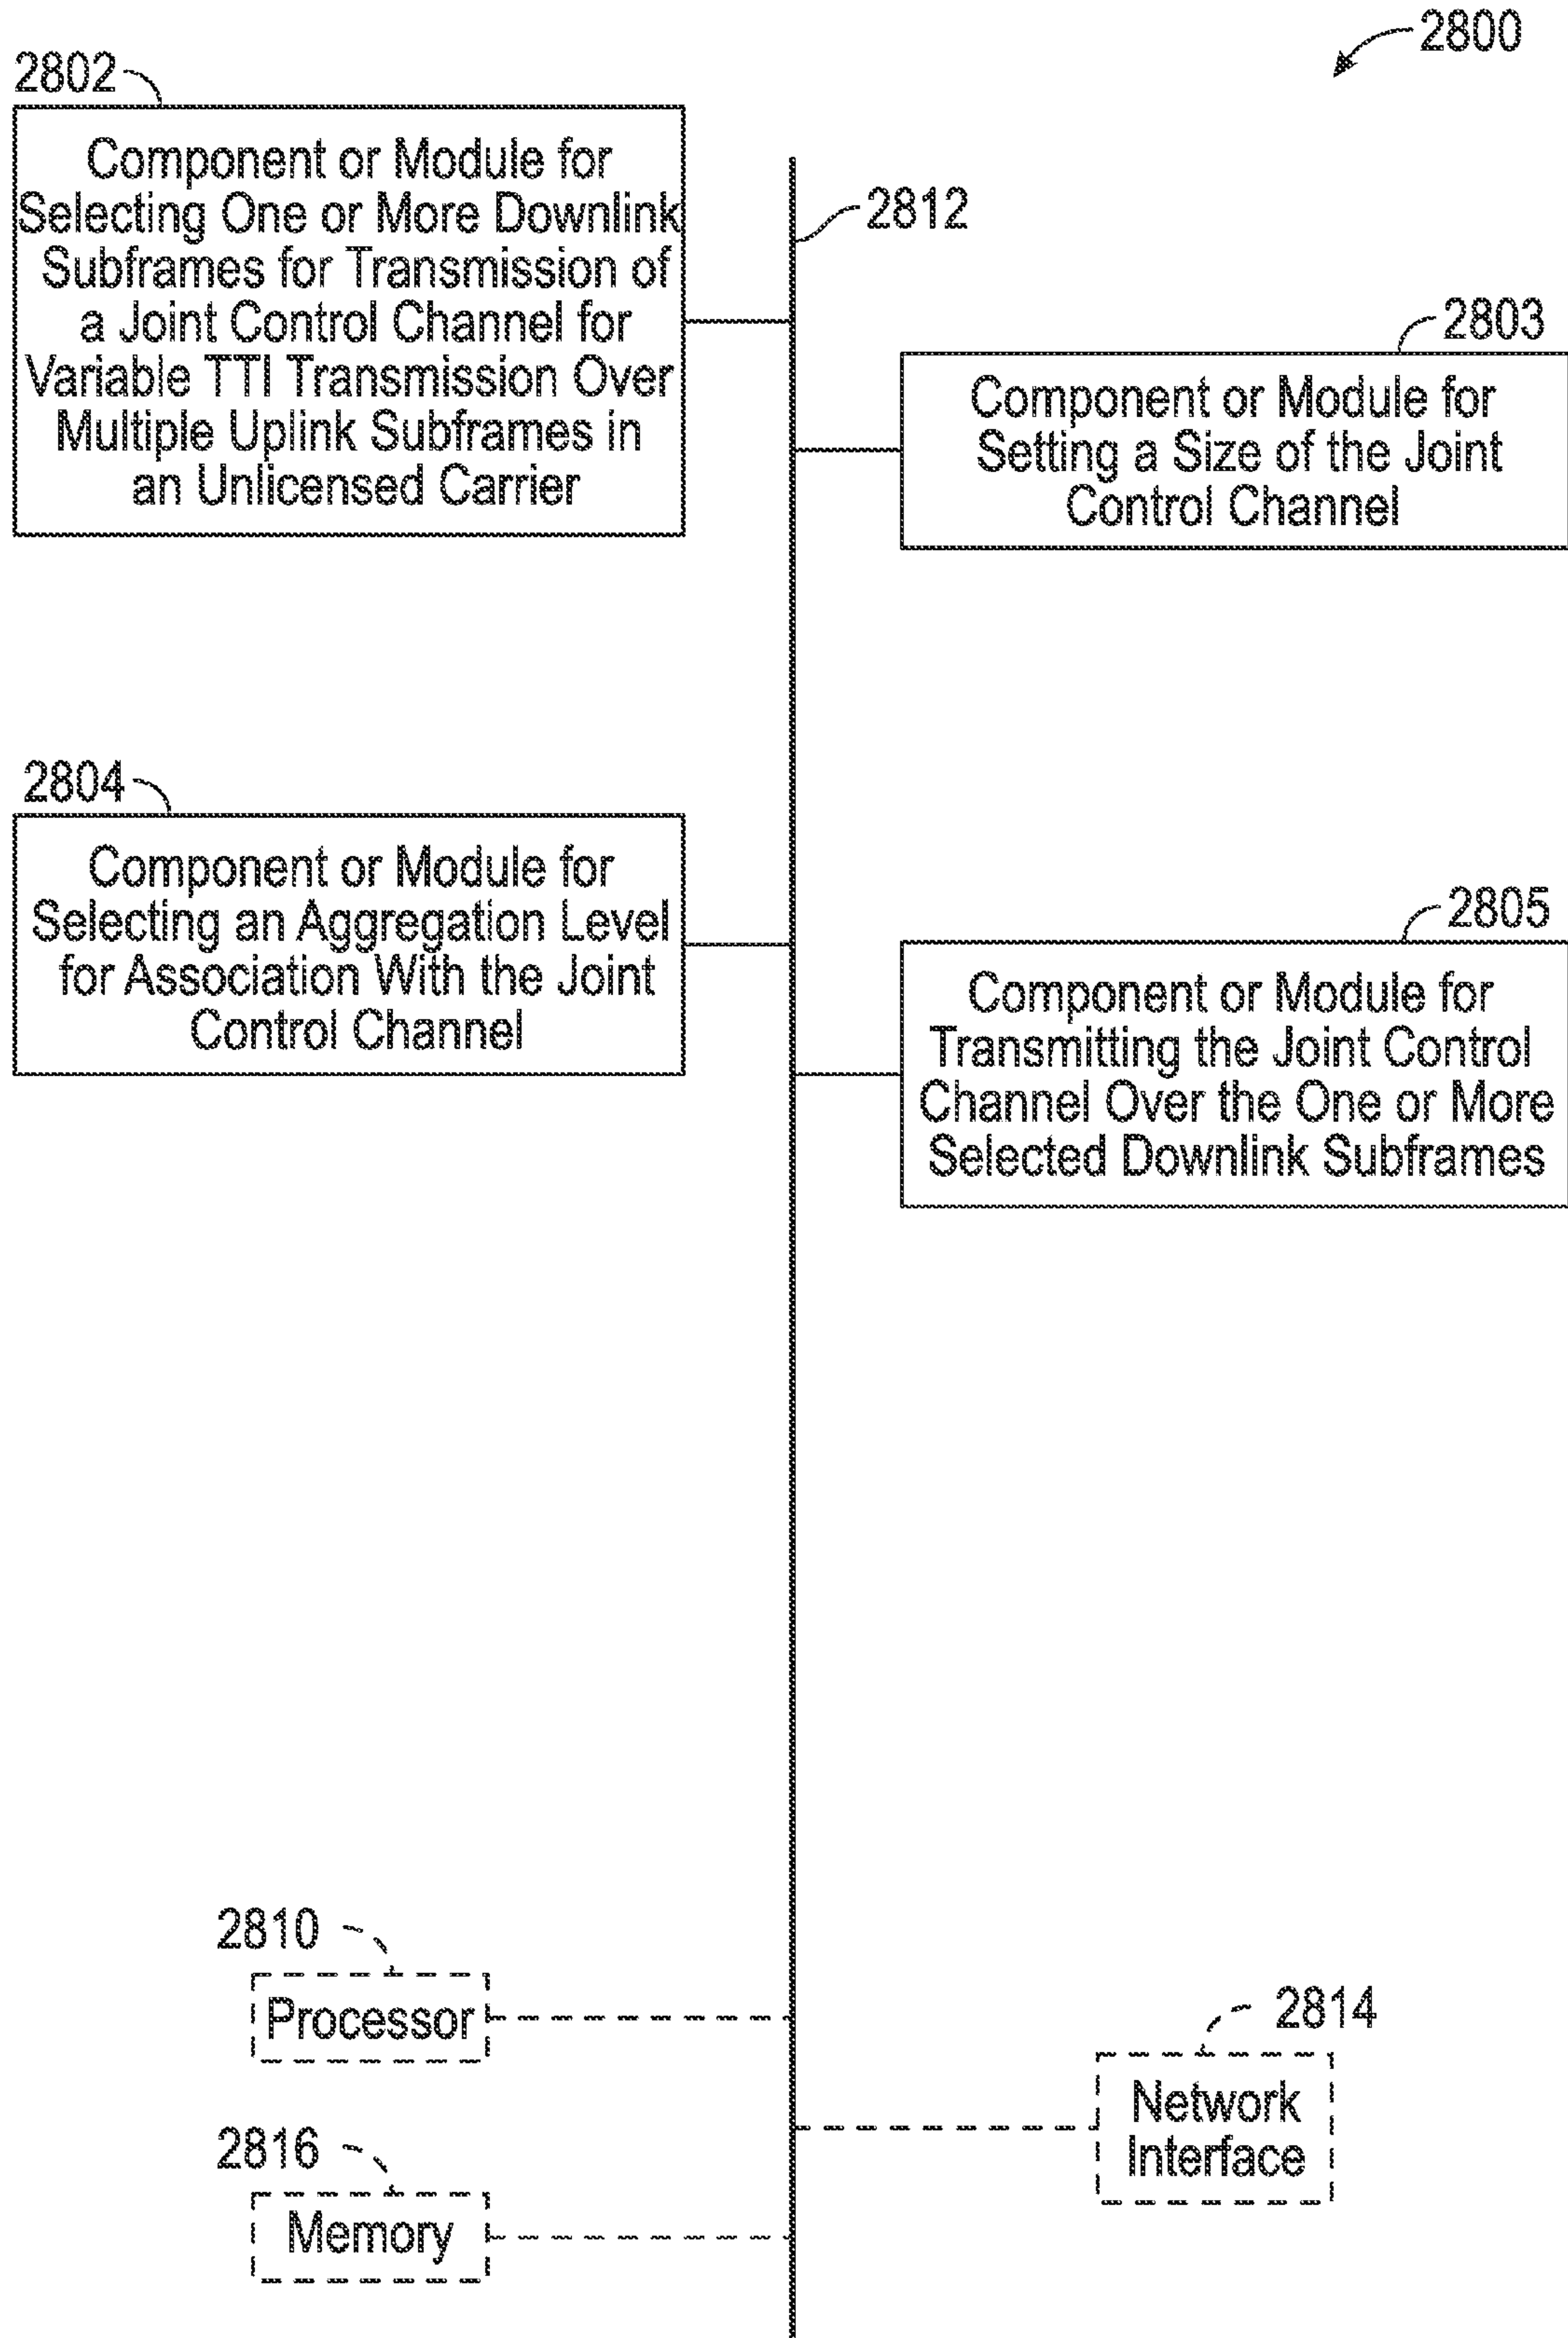 2800
2802
Component or Module for
Selecting One or More Downlink
Subframes for Transmission of
a Joint Control Channel for
Variable TTI Transmission Over
Multiple Uplink Subframes in
an Unlicensed Carrier
2812
2803
Component or Module for
Setting a Size of the Joint
Control Channel
2804
Component or Module for
Selecting an Aggregation Level
for Association With the Joint
Control Channel
2805
Component or Module for
Transmitting the Joint Control
Channel Over the One or More
Selected Downlink Subframes
2810
Processor
2814
Network
Interface
2816
Memory